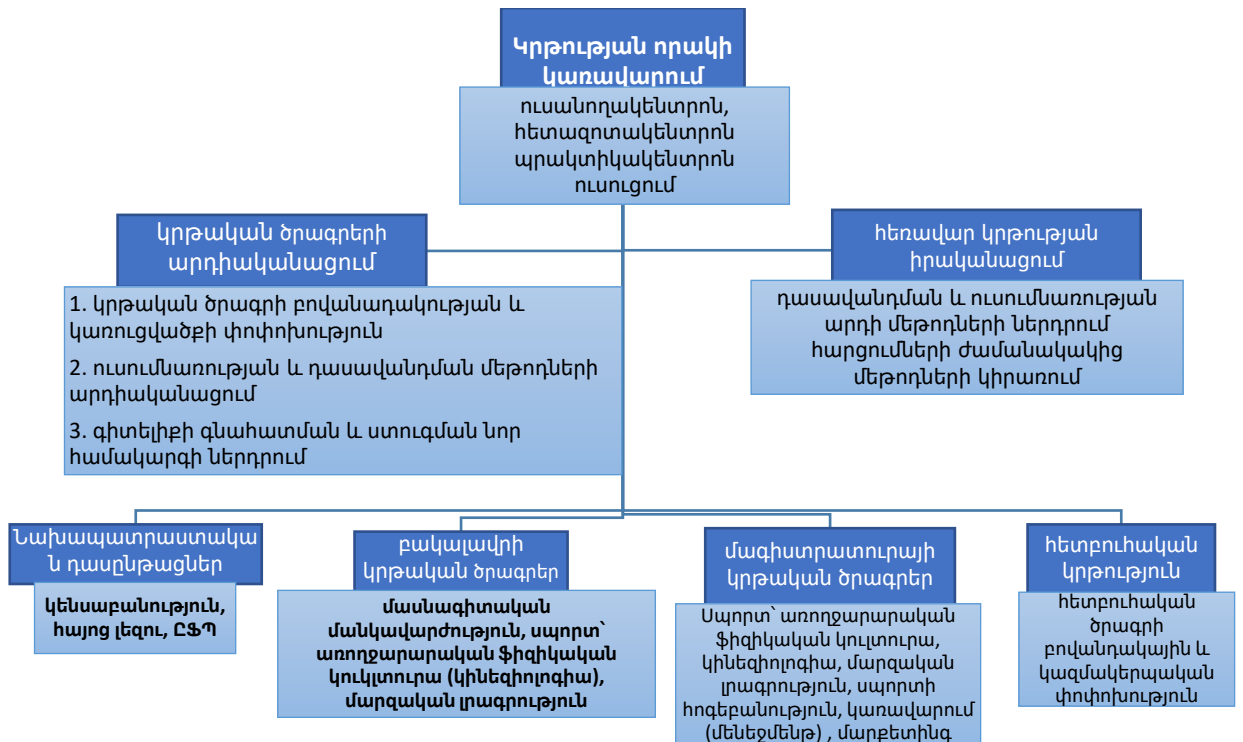 Կրթության որակի
կառավարում
ուսանողակենտրոն,
հետազոտակենտրոն
պրակտիկակենտրոն
ուսուցում
կրթական ծրագրերի
արդիականացում
1. կրթական ծրագրի բովանադակության և
կառուցվածքի փոփոխություն
2. ուսումնառության և դասավանդման մեթոդների
արդիականացում
3. գիտելիքի գնահատման և ստուգման նոր
համակարգի ներդրում
հեռավար կրթության
իրականացում
դասավանդման և ուսումնառության
արդի մեթոդների ներդրում
հարցումների ժամանակակից
մեթոդների կիրառում
Նախապատրաստակա
ն դասընթացներ
կենսաբանություն,
հայոց լեզու, ԸՖՊ
բակալավրի
կրթական ծրագրեր
մասնագիտական
մանկավարժություն, սպորտ՝
առողջարարական ֆիզիկական
կուկլտուրա (կինեզիոլոգիա),
մարզական լրագրություն
մագիստրատուրայի
կրթական ծրագրեր
Սպորտ՝ առողջարարական
ֆիզիկական կուլտուրա,
կինեզիոլոգիա, մարզական
լրագրություն, սպորտի
հոգեբանություն, կառավարում
(մենեջմենթ) , մարքետինգ
հետբուհական
կրթություն
հետբուհական
ծրագրի
բովանդակային և
կազմակերպական
փոփոխություն